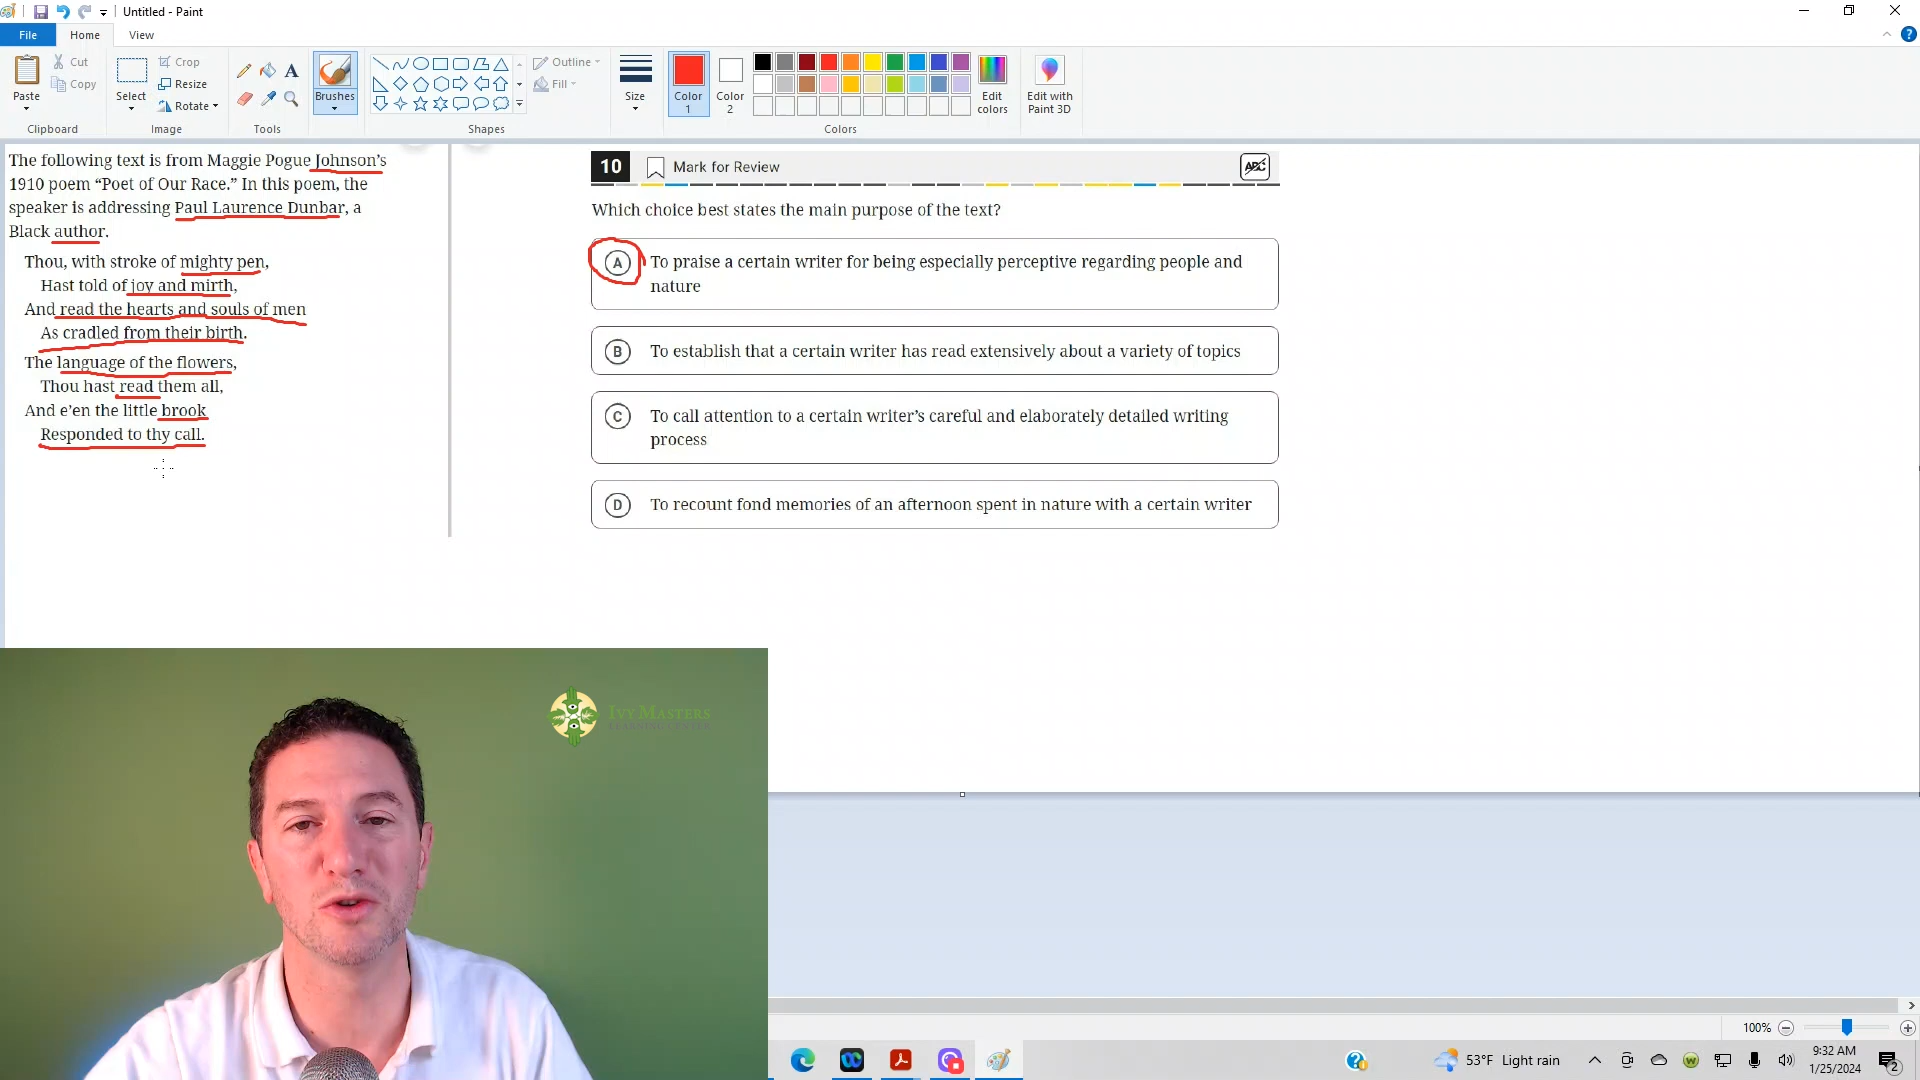 Untitled - Paint
File
Home
View
Paste
Cut
Copy
Clipboard
Select
Crop
Resize
Rotate
Image
Tools
Brushes
Shapes
Outline
Fill
Size
Color 1
Color 2
Edit colors
Edit with Paint 3D
Colors
The following text is from Maggie Pogue Johnson's
1910 poem “Poet of Our Race.” In this poem, the
speaker is addressing Paul Laurence Dunbar, a
Black author.
Thou, with stroke of mighty pen,
Hast told of joy and mirth,
And read the hearts and souls of men
As cradled from their birth.
The language of the flowers,
Thou hast read them all,
And e’en the little brook
Responded to thy call.
10
Mark for Review
ABC
Which choice best states the main purpose of the text?
A To praise a certain writer for being especially perceptive regarding people and
nature
B To establish that a certain writer has read extensively about a variety of topics
C To call attention to a certain writer’s careful and elaborately detailed writing
process
D To recount fond memories of an afternoon spent in nature with a certain writer
IVY MASTERS
100%
53°F Light rain
9:32 AM
1/25/2024
2